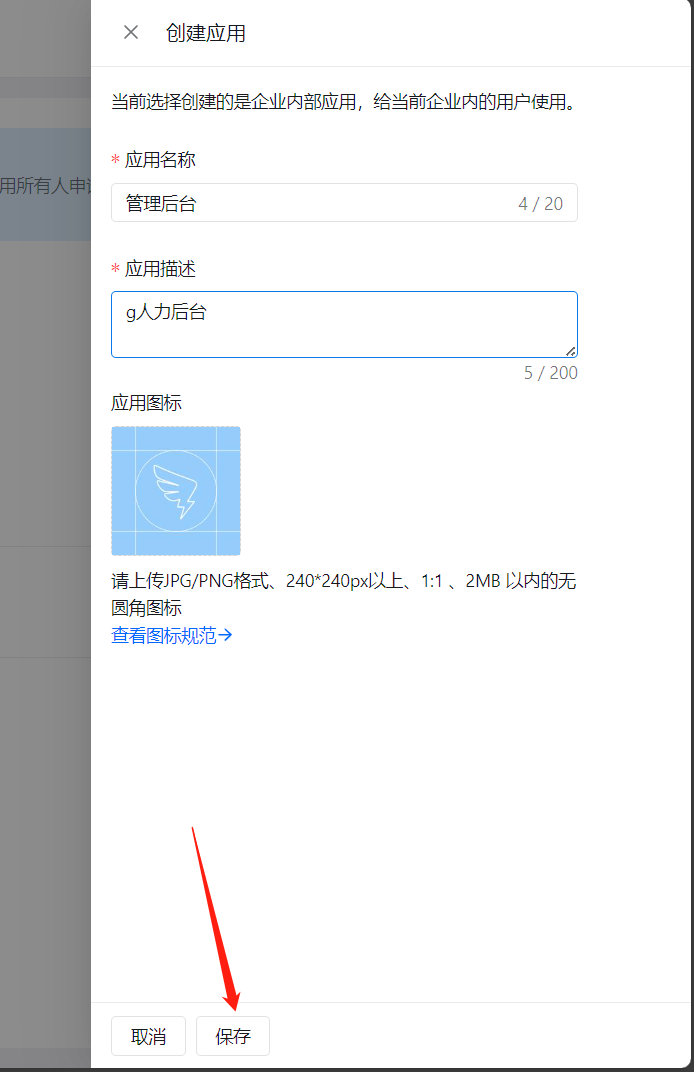 创建应用
当前选择创建的是企业内部应用，给当前企业内的用户使用。
用所有人申
* 应用名称
管理后台 4 / 20
* 应用描述
g人力后台
5 / 200
应用图标
请上传JPG/PNG格式、240*240px以上、1:1 、2MB 以内的无
圆角图标
查看图标规范→
取消 保存